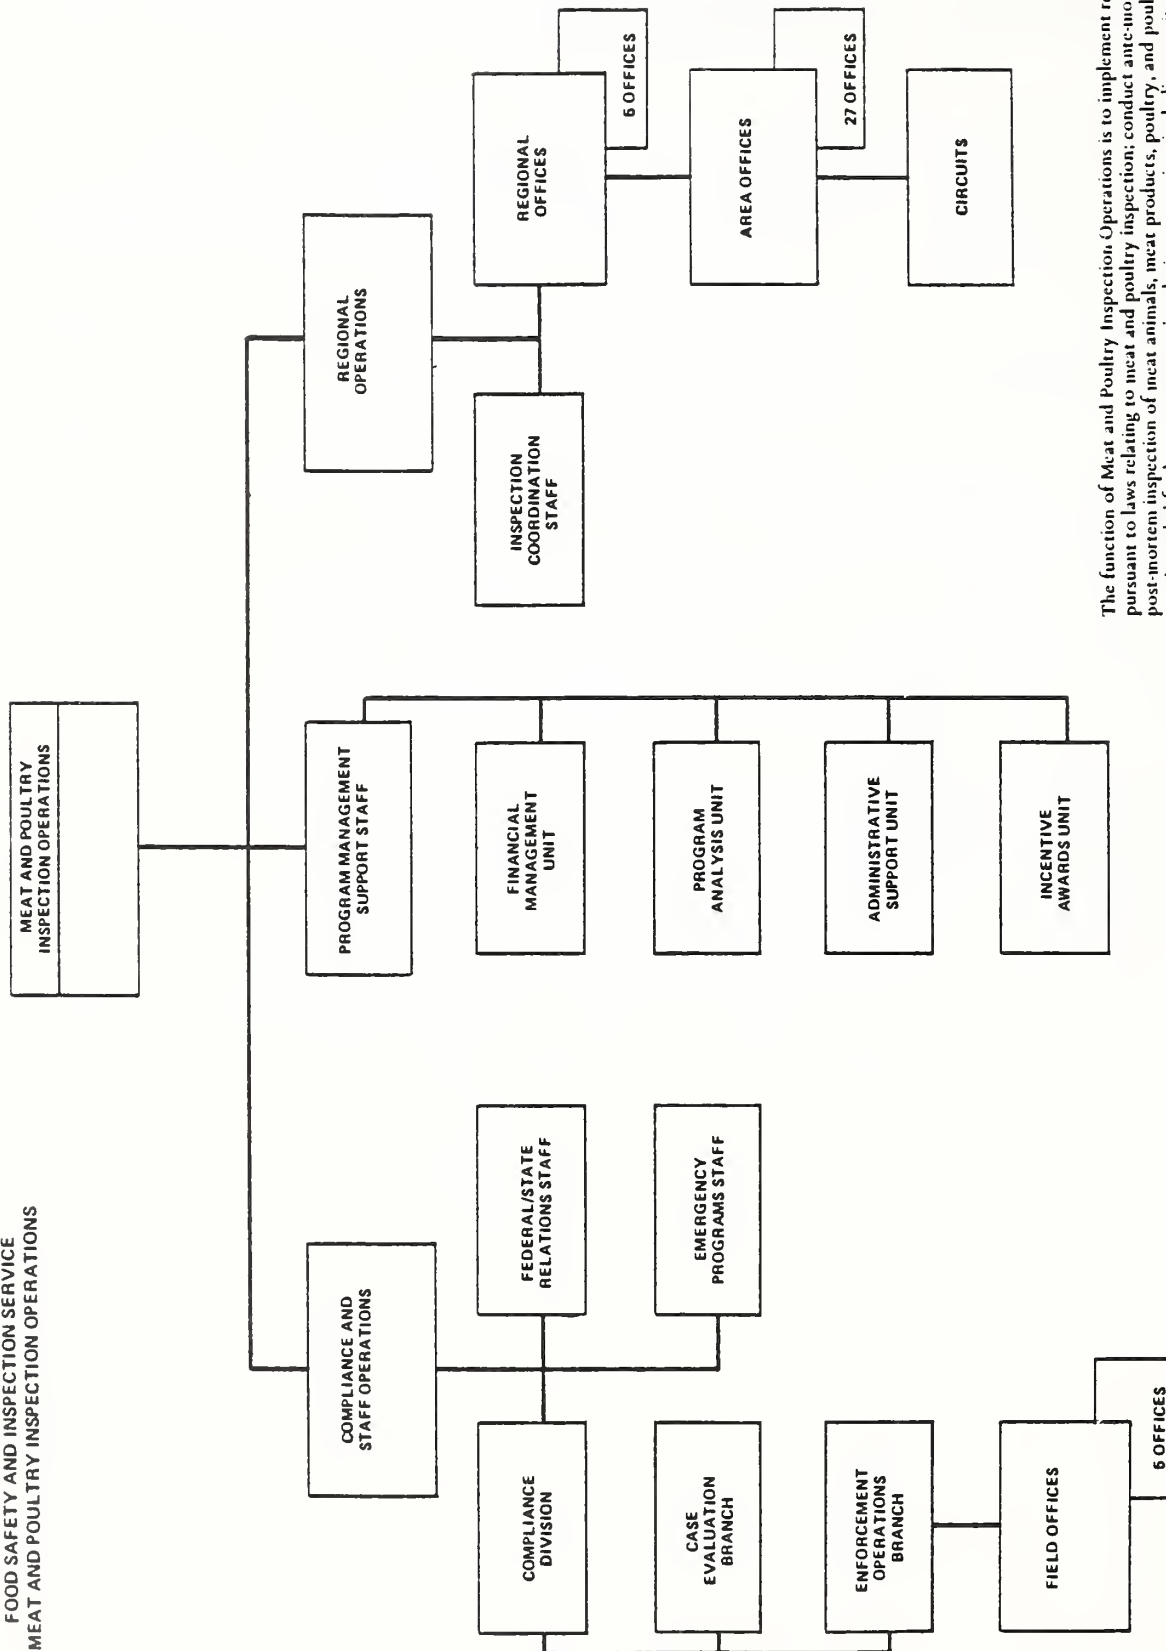 FOOD SAFETY AND INSPECTION SERVICE
MEAT AND POULTRY INSPECTION OPERATIONS
MEAT AND POULTRY
INSPECTION OPERATIONS
COMPLIANCE AND
STAFF OPERATIONS
PROGRAM MANAGEMENT
SUPPORT STAFF
REGIONAL
OPERATIONS
COMPLIANCE
DIVISION
FEDERAL/STATE
RELATIONS STAFF
FINANCIAL
MANAGEMENT
UNIT
INSPECTION
COORDINATION
STAFF
REGIONAL
OFFICES
6 OFFICES
CASE
EVALUATION
BRANCH
EMERGENCY
PROGRAMS STAFF
PROGRAM
ANALYSIS UNIT
AREA OFFICES
27 OFFICES
ENFORCEMENT
OPERATIONS
BRANCH
ADMINISTRATIVE
SUPPORT UNIT
CIRCUITS
FIELD OFFICES
6 OFFICES
INCENTIVE
AWARDS UNIT
The function of Meat and Poultry Inspection Operations is to implement
pursuant to laws relating to meat and poultry inspection; conduct ante-mo
post-mortem inspection of meat animals, meat products, poultry, and poul